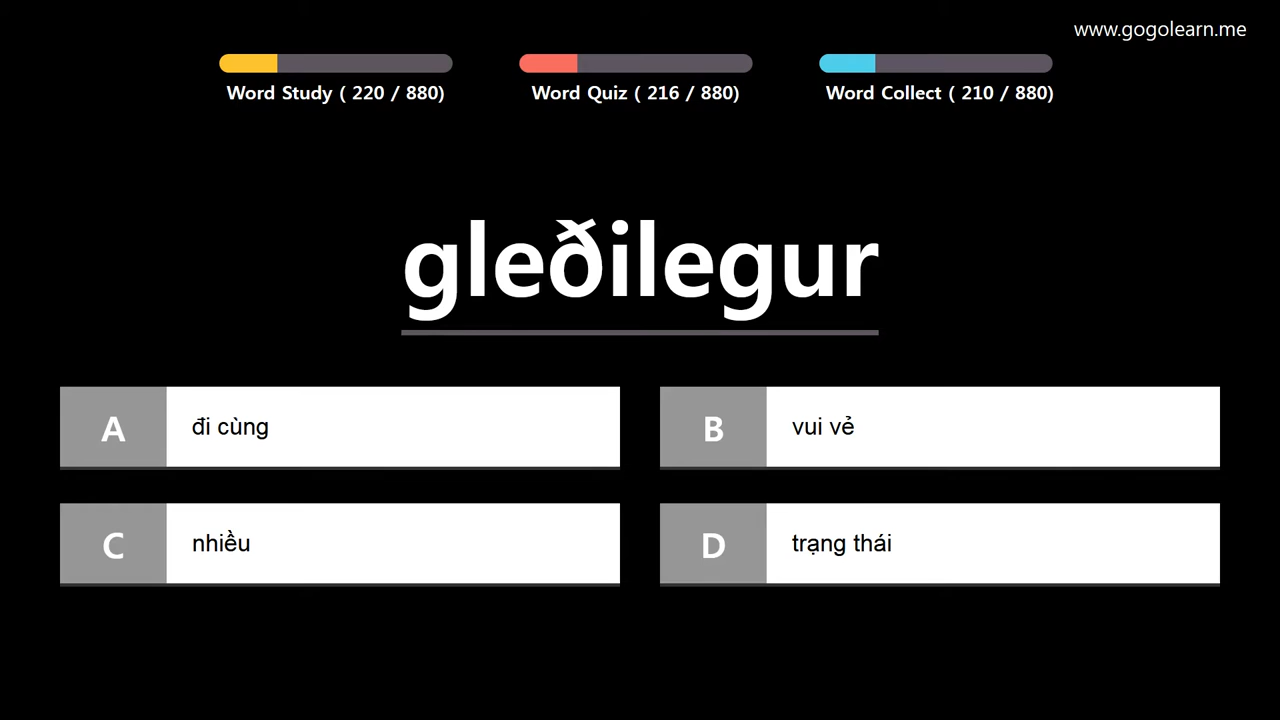 www.gogolearn.me
Word Study ( 220 / 880)
Word Quiz ( 216 / 880)
Word Collect ( 210 / 880)
gleðilegur
A đi cùng
B vui vẻ
C nhiều
D trạng thái